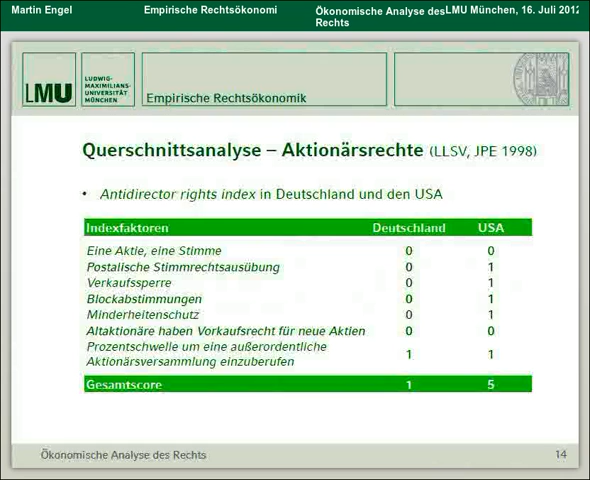 Martin Engel
Empirische Rechtsökonomi
Ökonomische Analyse des
Rechts
LMU München, 16. Juli 2012
LMU
LUDWIG-
MAXIMILIANS-
UNIVERSITÄT
MÜNCHEN
Empirische Rechtsökonomik
Querschnittsanalyse – Aktionärsrechte (LLSV, JPE 1998)
• Antidirector rights index in Deutschland und den USA
Indexfaktoren Deutschland USA
Eine Aktie, eine Stimme 0 0
Postalische Stimmrechtsausübung 0 1
Verkaufssperre 0 1
Blockabstimmungen 0 1
Minderheitenschutz 0 1
Altaktionäre haben Vorkaufsrecht für neue Aktien 0 0
Prozentschwelle um eine außerordentliche
Aktionärsversammlung einzuberufen 1 1
Gesamtscore 1 5
Ökonomische Analyse des Rechts 14